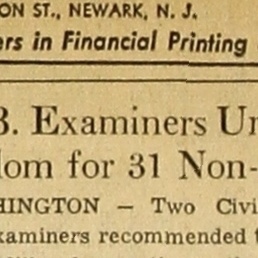 ON ST., NEWARK, N. J.
ers in Financial Printing
B. Examiners Ur
dom for 31 Non-
HINGTON — Two Civi
xaminers recommended t